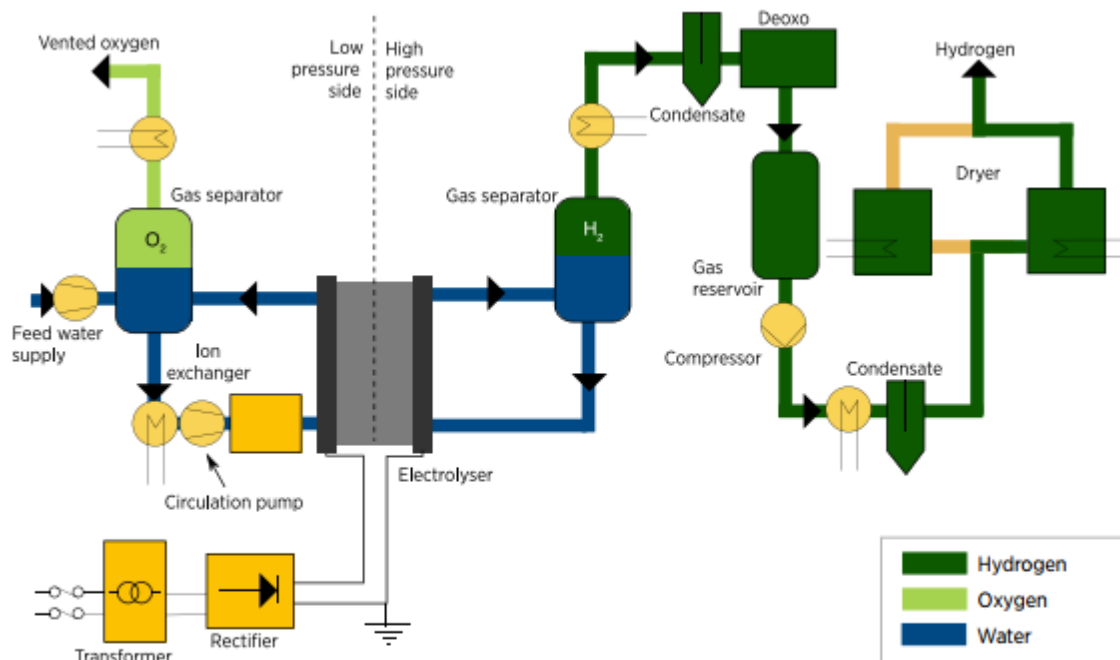 Vented oxygen
Low
pressure
side
High
pressure
side
Deoxo
Hydrogen
Condensate
Gas separator
Gas separator
Dryer
O2
H2
Gas
reservoir
Feed water
supply
Ion
exchanger
Compressor
Condensate
Electrolyser
Circulation pump
Rectifier
Transformer
Hydrogen
Oxygen
Water